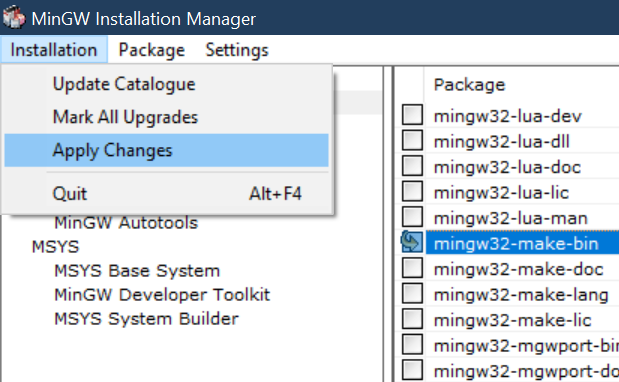 MinGW Installation Manager
Installation Package Settings
Update Catalogue
Mark All Upgrades
Apply Changes
Quit Alt+F4
MinGW Autotools
MSYS
MSYS Base System
MinGW Developer Toolkit
MSYS System Builder
Package
mingw32-lua-dev
mingw32-lua-dll
mingw32-lua-doc
mingw32-lua-lic
mingw32-lua-man
mingw32-make-bin
mingw32-make-doc
mingw32-make-lang
mingw32-make-lic
mingw32-mgwport-bin
mingw32-mgwport-do